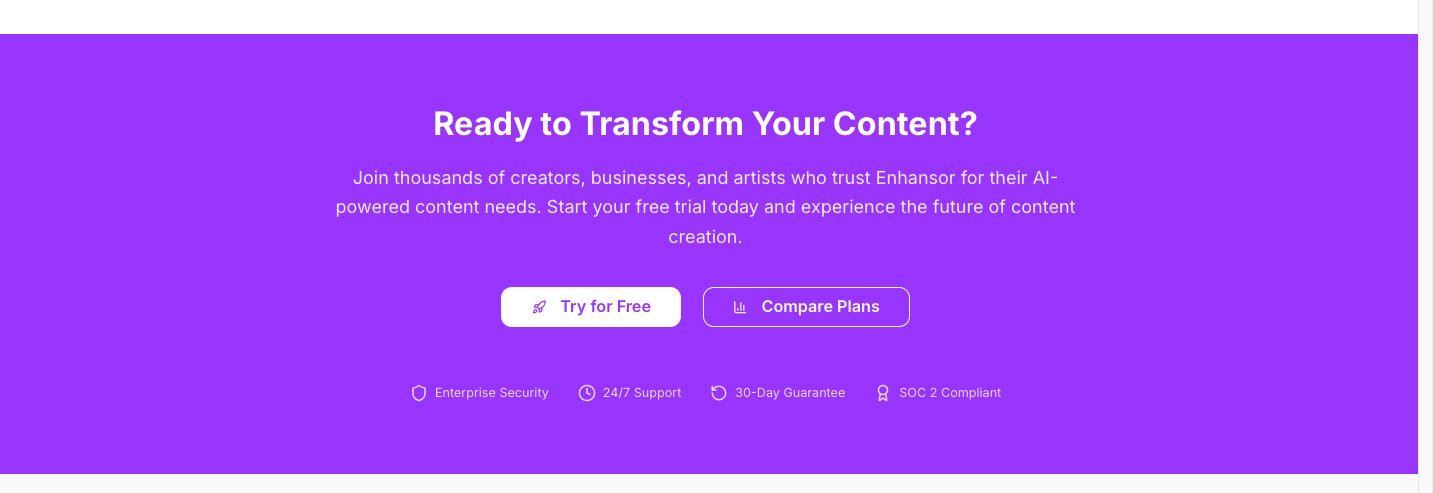 Ready to Transform Your Content?
Join thousands of creators, businesses, and artists who trust Enhansor for their AI-
powered content needs. Start your free trial today and experience the future of content
creation.
Try for Free
Compare Plans
Enterprise Security
24/7 Support
30-Day Guarantee
SOC 2 Compliant